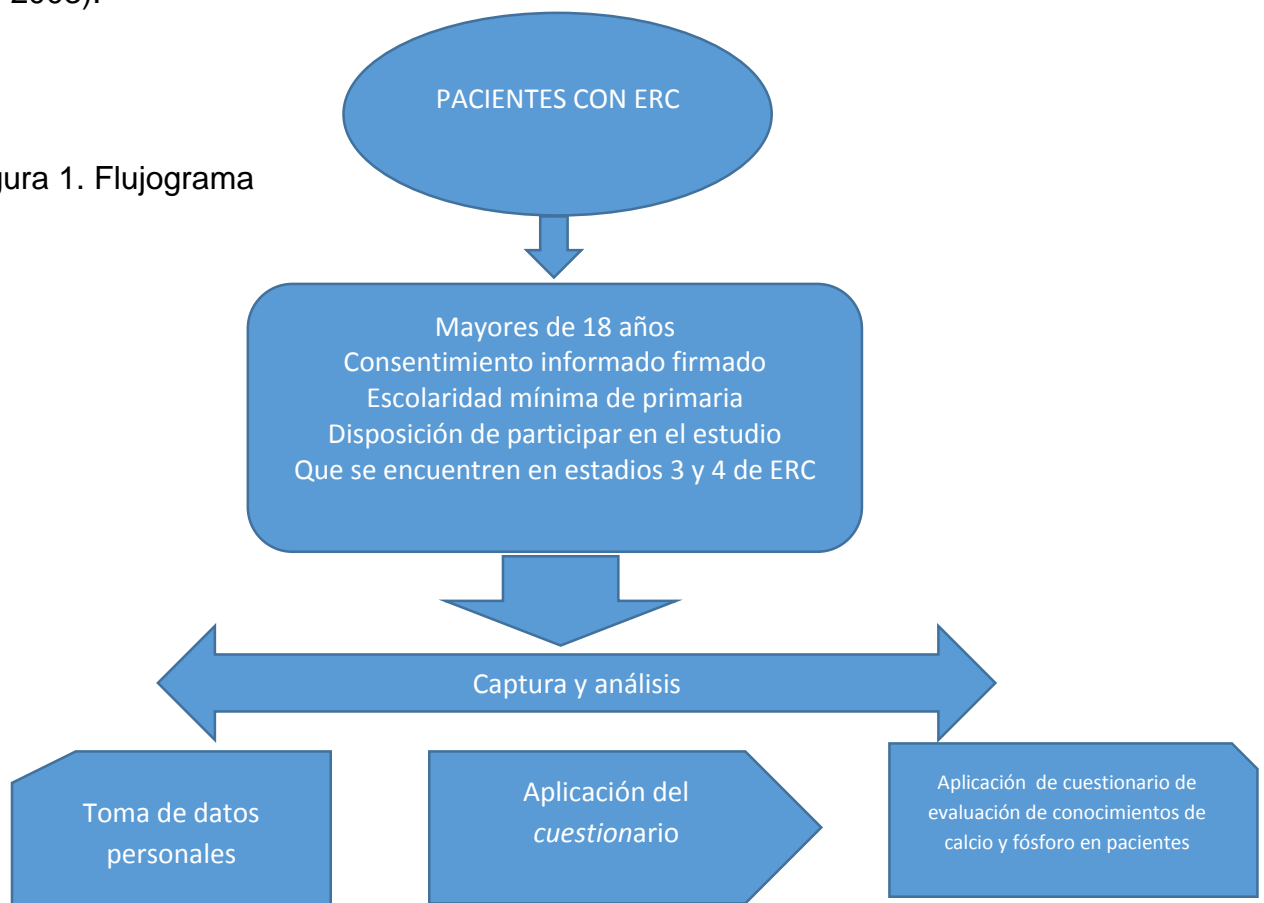 PACIENTES CON ERC
gura 1. Flujograma
Mayores de 18 años
Consentimiento informado firmado
Escolaridad mínima de primaria
Disposición de participar en el estudio
Que se encuentren en estadios 3 y 4 de ERC
Captura y análisis
Toma de datos
personales
Aplicación del
cuestionario
Aplicación de cuestionario de
evaluación de conocimientos de
calcio y fósforo en pacientes